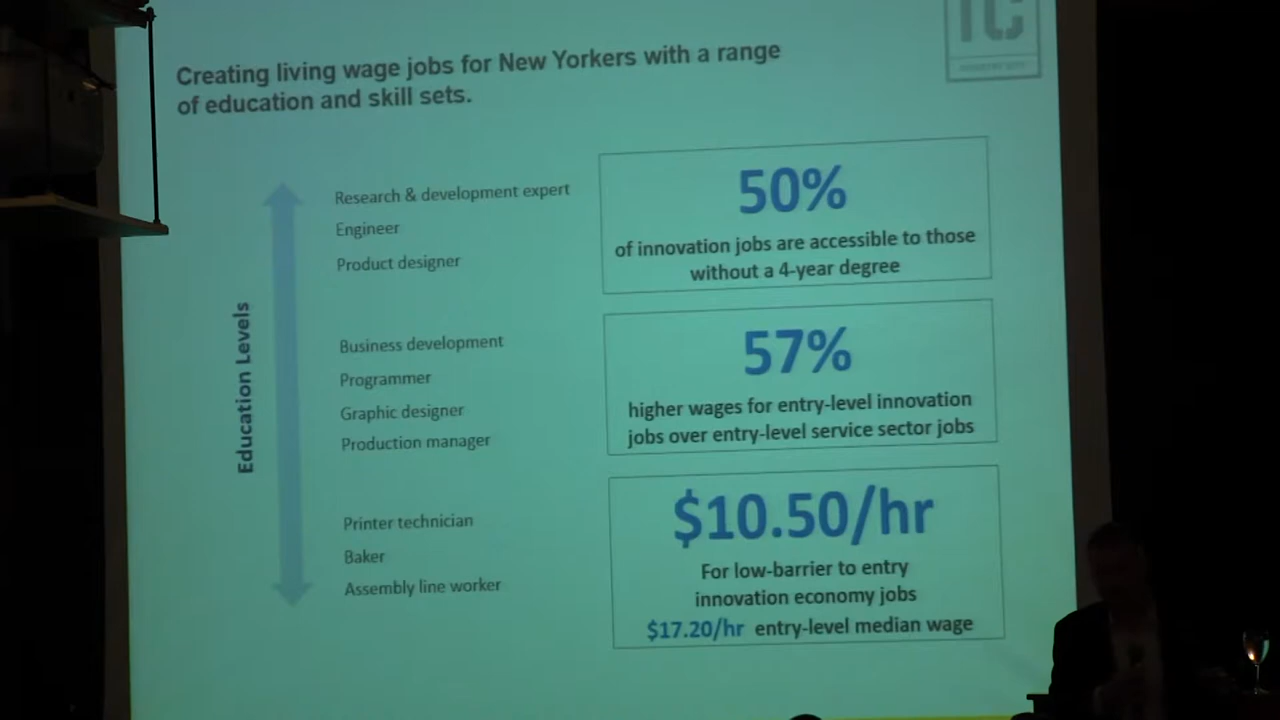 Creating living wage jobs for New Yorkers with a range
of education and skill sets.
IC
Education Levels
Research & development expert
Engineer
Product designer
Business development
Programmer
Graphic designer
Production manager
Printer technician
Baker
Assembly line worker
50%
of innovation jobs are accessible to those
without a 4-year degree
57%
higher wages for entry-level innovation
jobs over entry-level service sector jobs
$10.50/hr
For low-barrier to entry
innovation economy jobs
$17.20/hr entry-level median wage